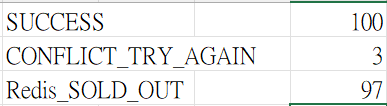 SUCCESS 100
CONFLICT_TRY_AGAIN 3
Redis_SOLD_OUT 97